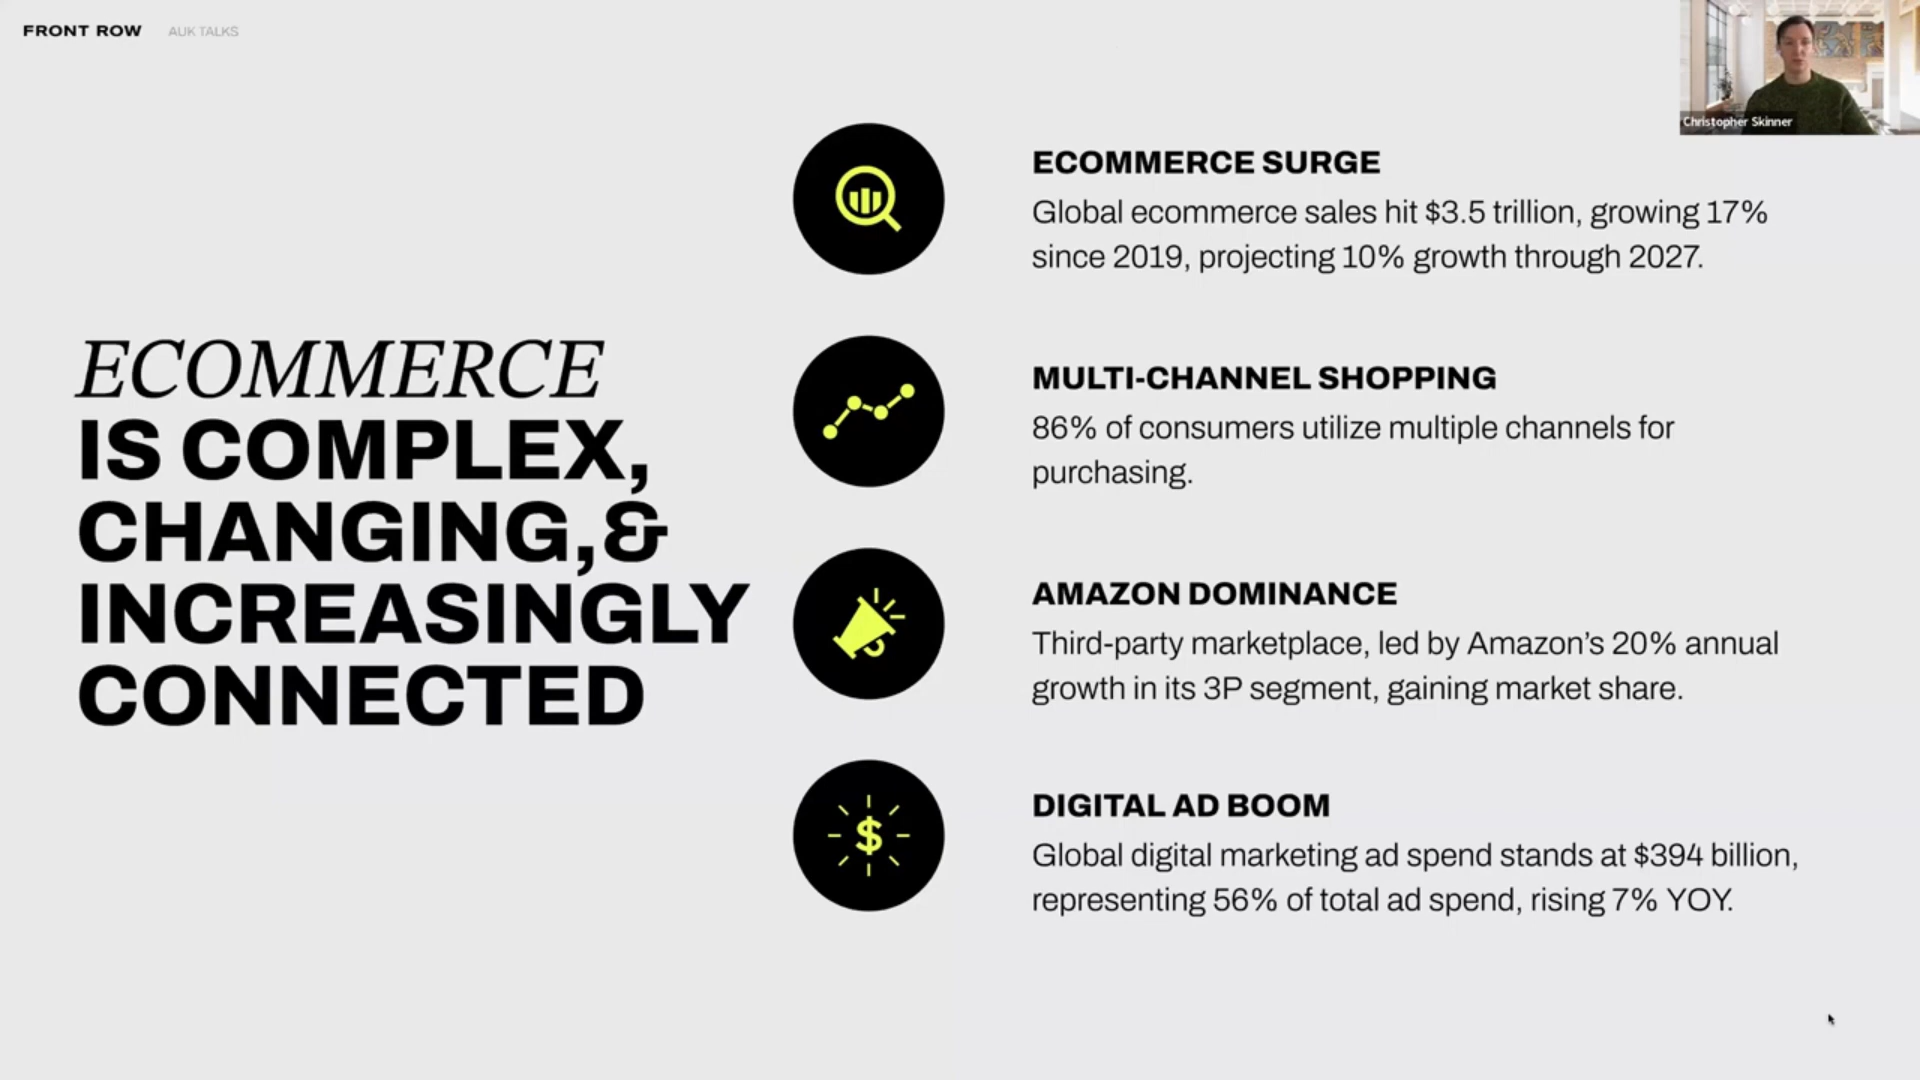 FRONT ROW AUK TALKS
Christopher Skinner
ECOMMERCE
IS COMPLEX,
CHANGING,&
INCREASINGLY
CONNECTED
ECOMMERCE SURGE
Global ecommerce sales hit $3.5 trillion, growing 17%
since 2019, projecting 10% growth through 2027.
MULTI-CHANNEL SHOPPING
86% of consumers utilize multiple channels for
purchasing.
AMAZON DOMINANCE
Third-party marketplace, led by Amazon’s 20% annual
growth in its 3P segment, gaining market share.
DIGITAL AD BOOM
Global digital marketing ad spend stands at $394 billion,
representing 56% of total ad spend, rising 7% YOY.
$